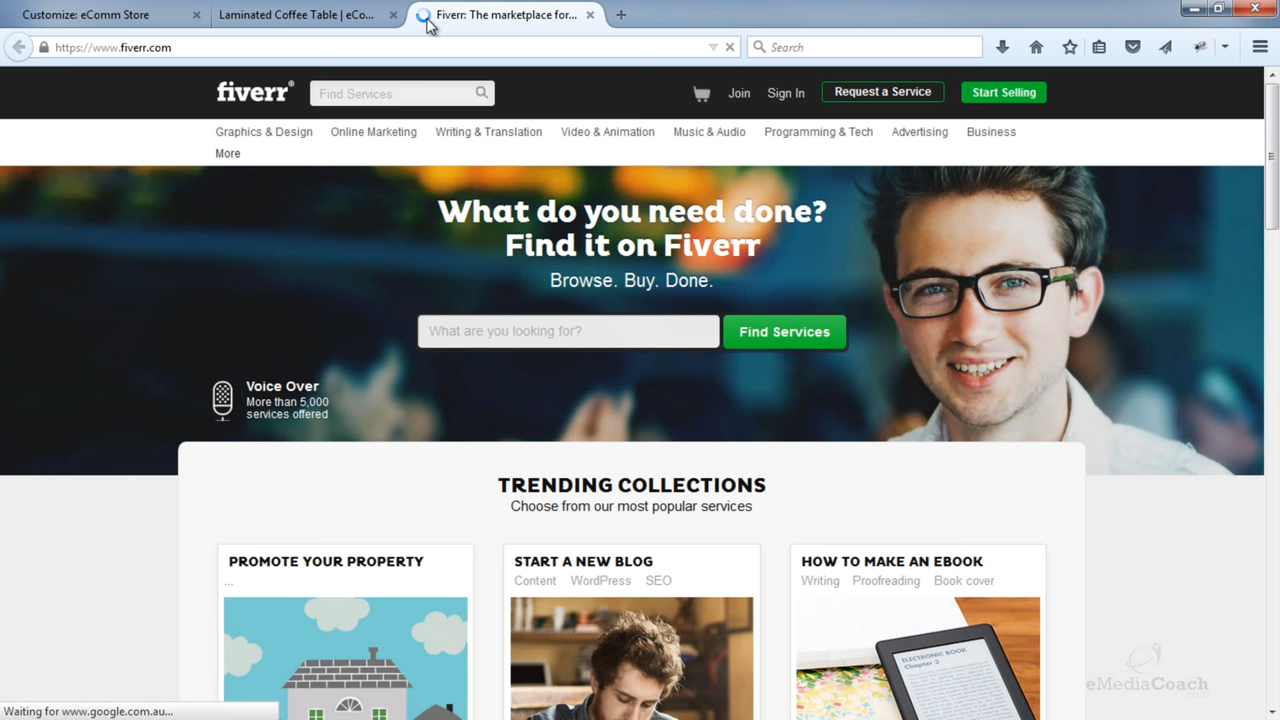 Customize: eComm Store
Laminated Coffee Table | eCo...
Fiverr: The marketplace for...
https://www.fiverr.com
Search
fiverr®
Find Services
Join
Sign In
Request a Service
Start Selling
Graphics & Design
Online Marketing
Writing & Translation
Video & Animation
Music & Audio
Programming & Tech
Advertising
Business
More
What do you need done?
Find it on Fiverr
Browse. Buy. Done.
What are you looking for?
Find Services
Voice Over
More than 5,000
services offered
TRENDING COLLECTIONS
Choose from our most popular services
PROMOTE YOUR PROPERTY
...
START A NEW BLOG
Content WordPress SEO
HOW TO MAKE AN EBOOK
Writing Proofreading Book cover
ELECTRONIC BOOK
Chapter 3
eMediaCoach
.com
Waiting for www.google.com.au...